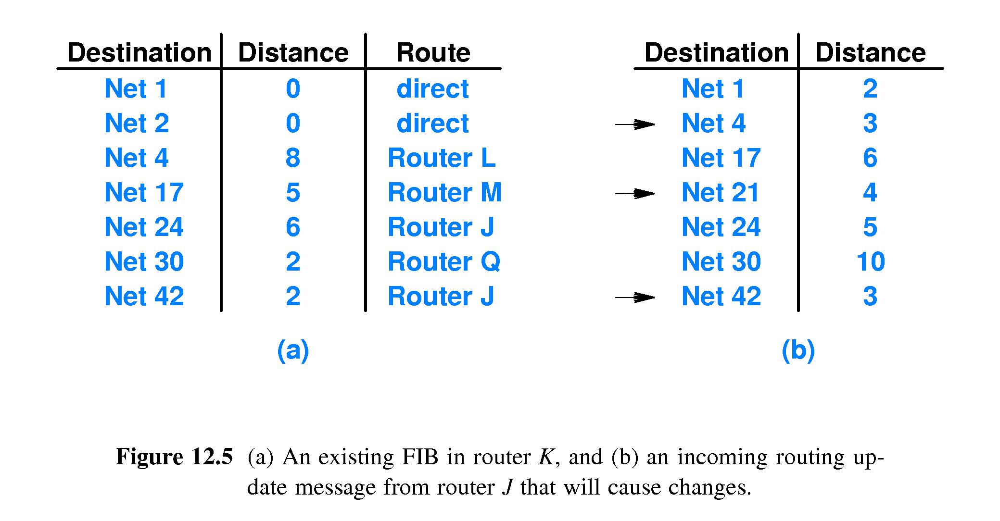 Destination Distance Route
Net 1 0 direct
Net 2 0 direct
Net 4 8 Router L
Net 17 5 Router M
Net 24 6 Router J
Net 30 2 Router Q
Net 42 2 Router J
(a)
Destination Distance
Net 1 2
Net 4 3
Net 17 6
Net 21 4
Net 24 5
Net 30 10
Net 42 3
(b)
Figure 12.5 (a) An existing FIB in router K, and (b) an incoming routing up-
date message from router J that will cause changes.